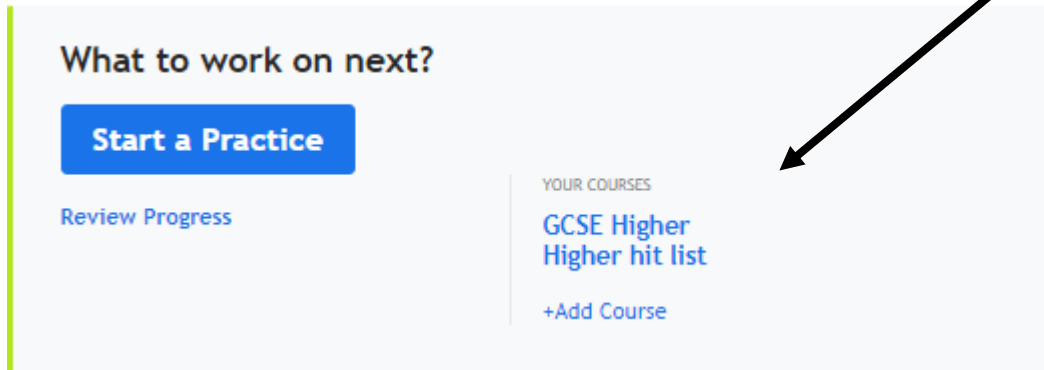 What to work on next?
Start a Practice
Review Progress
YOUR COURSES
GCSE Higher
Higher hit list
+Add Course